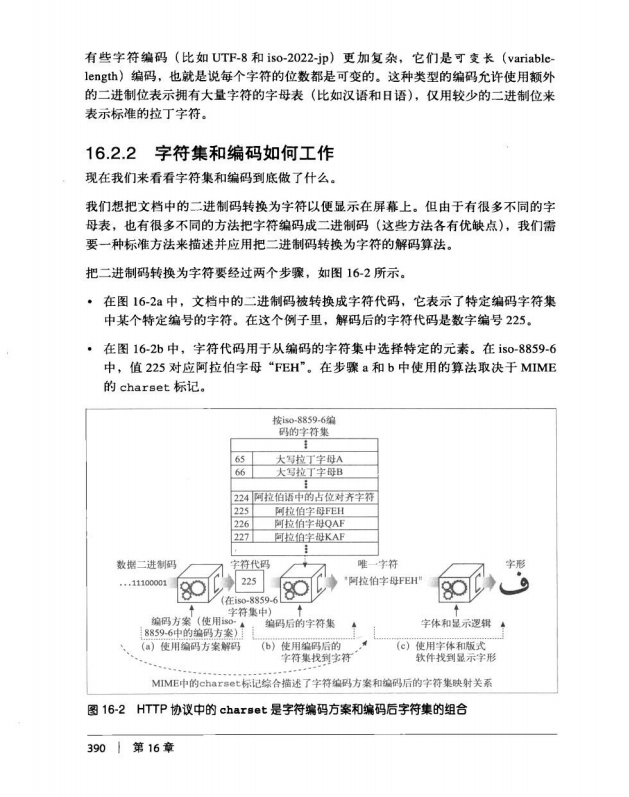 有些字符编码（比如 UTF-8 和 iso-2022-jp）更加复杂，它们是可变长（variable-
length）编码，也就是说每个字符的位数都是可变的。这种类型的编码允许使用额外
的二进制位表示拥有大量字符的字母表（比如汉语和日语），仅用较少的二进制位来
表示标准的拉丁字符。
16.2.2 字符集和编码如何工作
现在我们来看看字符集和编码到底做了什么。
我们想把文档中的二进制码转换为字符以便显示在屏幕上。但由于有很多不同的字
母表，也有很多不同的方法把字符编码成二进制码（这些方法各有优缺点），我们需
要一种标准方法来描述并应用把二进制码转换为字符的解码算法。
把二进制码转换为字符要经过两个步骤，如图 16-2 所示。
• 在图 16-2a 中，文档中的二进制码被转换成字符代码，它表示了特定编码字符集
中某个特定编号的字符。在这个例子里，解码后的字符代码是数字编号 225。
• 在图 16-2b 中，字符代码用于从编码的字符集中选择特定的元素。在 iso-8859-6
中，值 225 对应阿拉伯字母“FEH”。在步骤 a 和 b 中使用的算法取决于 MIME
的 charset 标记。
按iso-8859-6编
码的字符集
65 大写拉丁字母A
66 大写拉丁字母B
224 阿拉伯语中的占位对齐字符
225 阿拉伯字母FEH
226 阿拉伯字母QAF
227 阿拉伯字母KAF
数据二进制码 字符代码 唯一字符 字形
...11100001 225 "阿拉伯字母FEH" ف
(在iso-8859-6
字符集中)
编码方案（使用iso-
8859-6中的编码方案）
编码后的字符集
字体和显示逻辑
(a) 使用编码方案解码
(b) 使用编码后的
字符集找到字符
(c) 使用字体和版式
软件找到显示字形
MIME中的charset标记综合描述了字符编码方案和编码后的字符集映射关系
图 16-2 HTTP 协议中的 charset 是字符编码方案和编码后字符集的组合
390 | 第 16 章